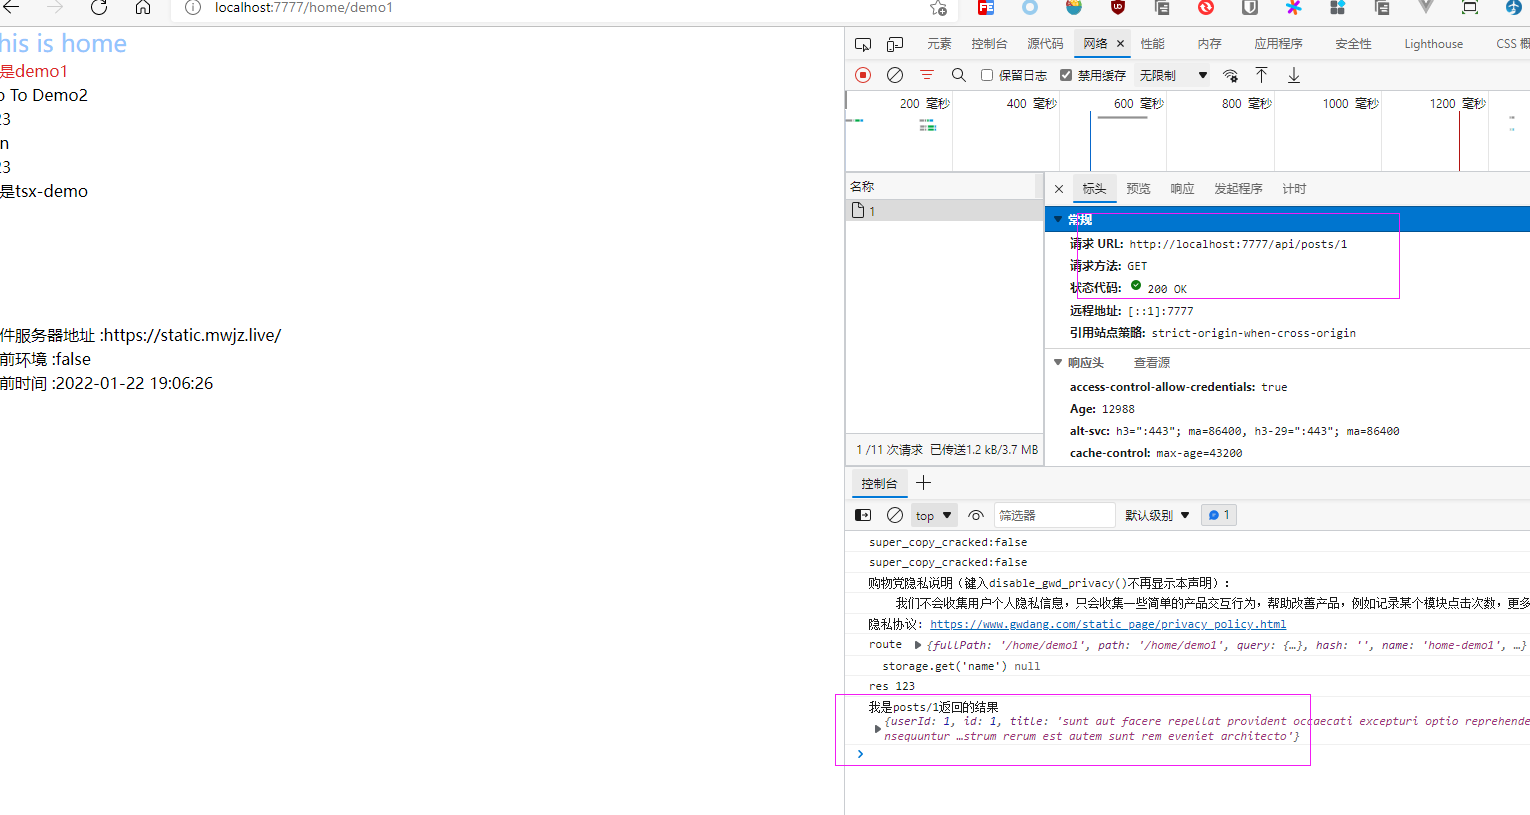 localhost:7777/home/demo1
his is home
是demo1
To Demo2
23
n
23
是tsx-demo
件服务器地址 :https://static.mwjz.live/
前环境 :false
前时间 :2022-01-22 19:06:26
元素 控制台 源代码 网络 × 性能 内存 应用程序 安全性 Lighthouse CSS 概
保留日志 禁用缓存 无限制
200 毫秒 400 毫秒 600 毫秒 800 毫秒 1000 毫秒 1200 毫秒
名称
1
1 /11 次请求 已传送1.2 kB/3.7 MB
× 标头 预览 响应 发起程序 计时
常规
请求 URL: http://localhost:7777/api/posts/1
请求方法: GET
状态代码: 200 OK
远程地址: [::1]:7777
引用站点策略: strict-origin-when-cross-origin
响应头 查看源
access-control-allow-credentials: true
Age: 12988
alt-svc: h3=":443"; ma=86400, h3-29=":443"; ma=86400
cache-control: max-age=43200
控制台
top 筛选器 默认级别 1
super_copy_cracked:false
super_copy_cracked:false
购物党隐私说明（键入disable_gwd_privacy()不再显示本声明）:
我们不会收集用户个人隐私信息，只会收集一些简单的产品交互行为，帮助改善产品，例如记录某个模块点击次数，更多
隐私协议: https://www.gwdang.com/static_page/privacy_policy.html
route {fullPath: '/home/demo1', path: '/home/demo1', query: {…}, hash: '', name: 'home-demo1', …}
storage.get('name') null
res 123
我是posts/1返回的结果
{userId: 1, id: 1, title: 'sunt aut facere repellat provident occaecati excepturi optio reprehende
nsequuntur …strum rerum est autem sunt rem eveniet architecto'}